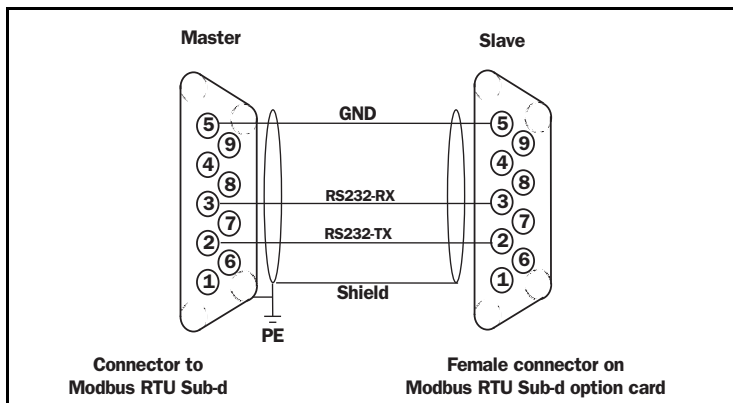 Master
Slave
GND
5
9
4
8
3
7
2
6
1
5
9
4
8
3
7
2
6
1
RS232-RX
RS232-TX
Shield
PE
Connector to
Modbus RTU Sub-d
Female connector on
Modbus RTU Sub-d option card